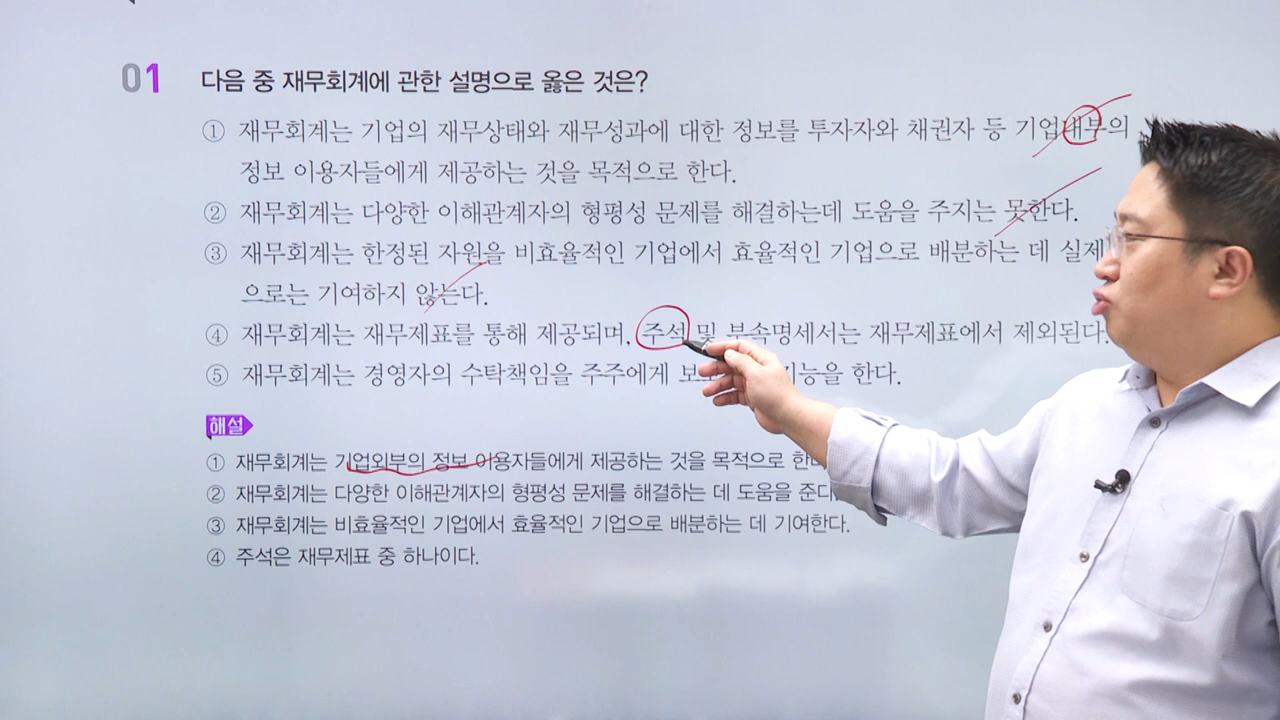 01 다음 중 재무회계에 관한 설명으로 옳은 것은?
① 재무회계는 기업의 재무상태와 재무성과에 대한 정보를 투자자와 채권자 등 기업내부의
정보 이용자들에게 제공하는 것을 목적으로 한다.
② 재무회계는 다양한 이해관계자의 형평성 문제를 해결하는데 도움을 주지는 못한다.
③ 재무회계는 한정된 자원을 비효율적인 기업에서 효율적인 기업으로 배분하는 데 실제
으로는 기여하지 않는다.
④ 재무회계는 재무제표를 통해 제공되며, 주석 및 부속명세서는 재무제표에서 제외된다.
⑤ 재무회계는 경영자의 수탁책임을 주주에게 기능을 한다.
해설
① 재무회계는 기업외부의 정보 이용자들에게 제공하는 것을 목적으로 한다
② 재무회계는 다양한 이해관계자의 형평성 문제를 해결하는 데 도움을 준다.
③ 재무회계는 비효율적인 기업에서 효율적인 기업으로 배분하는 데 기여한다.
④ 주석은 재무제표 중 하나이다.